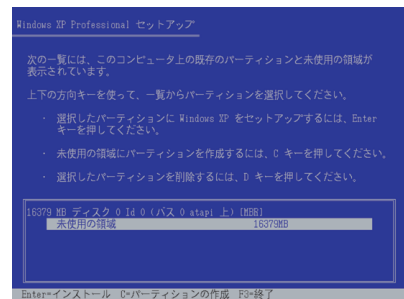 Windows XP Professional セットアップ
次の一覧には、このコンピュータ上の既存のパーティションと未使用の領域が
表示されています。
上下の方向キーを使って、一覧からパーティションを選択してください。
・ 選択したパーティションに Windows XP をセットアップするには、Enter
キーを押してください。
・ 未使用の領域にパーティションを作成するには、C キーを押してください。
・ 選択したパーティションを削除するには、D キーを押してください。
16379 MB ディスク 0 Id 0 (バス 0 atapi 上) [MBR]
未使用の領域 16379MB
Enter=インストール C=パーティションの作成 F3=終了